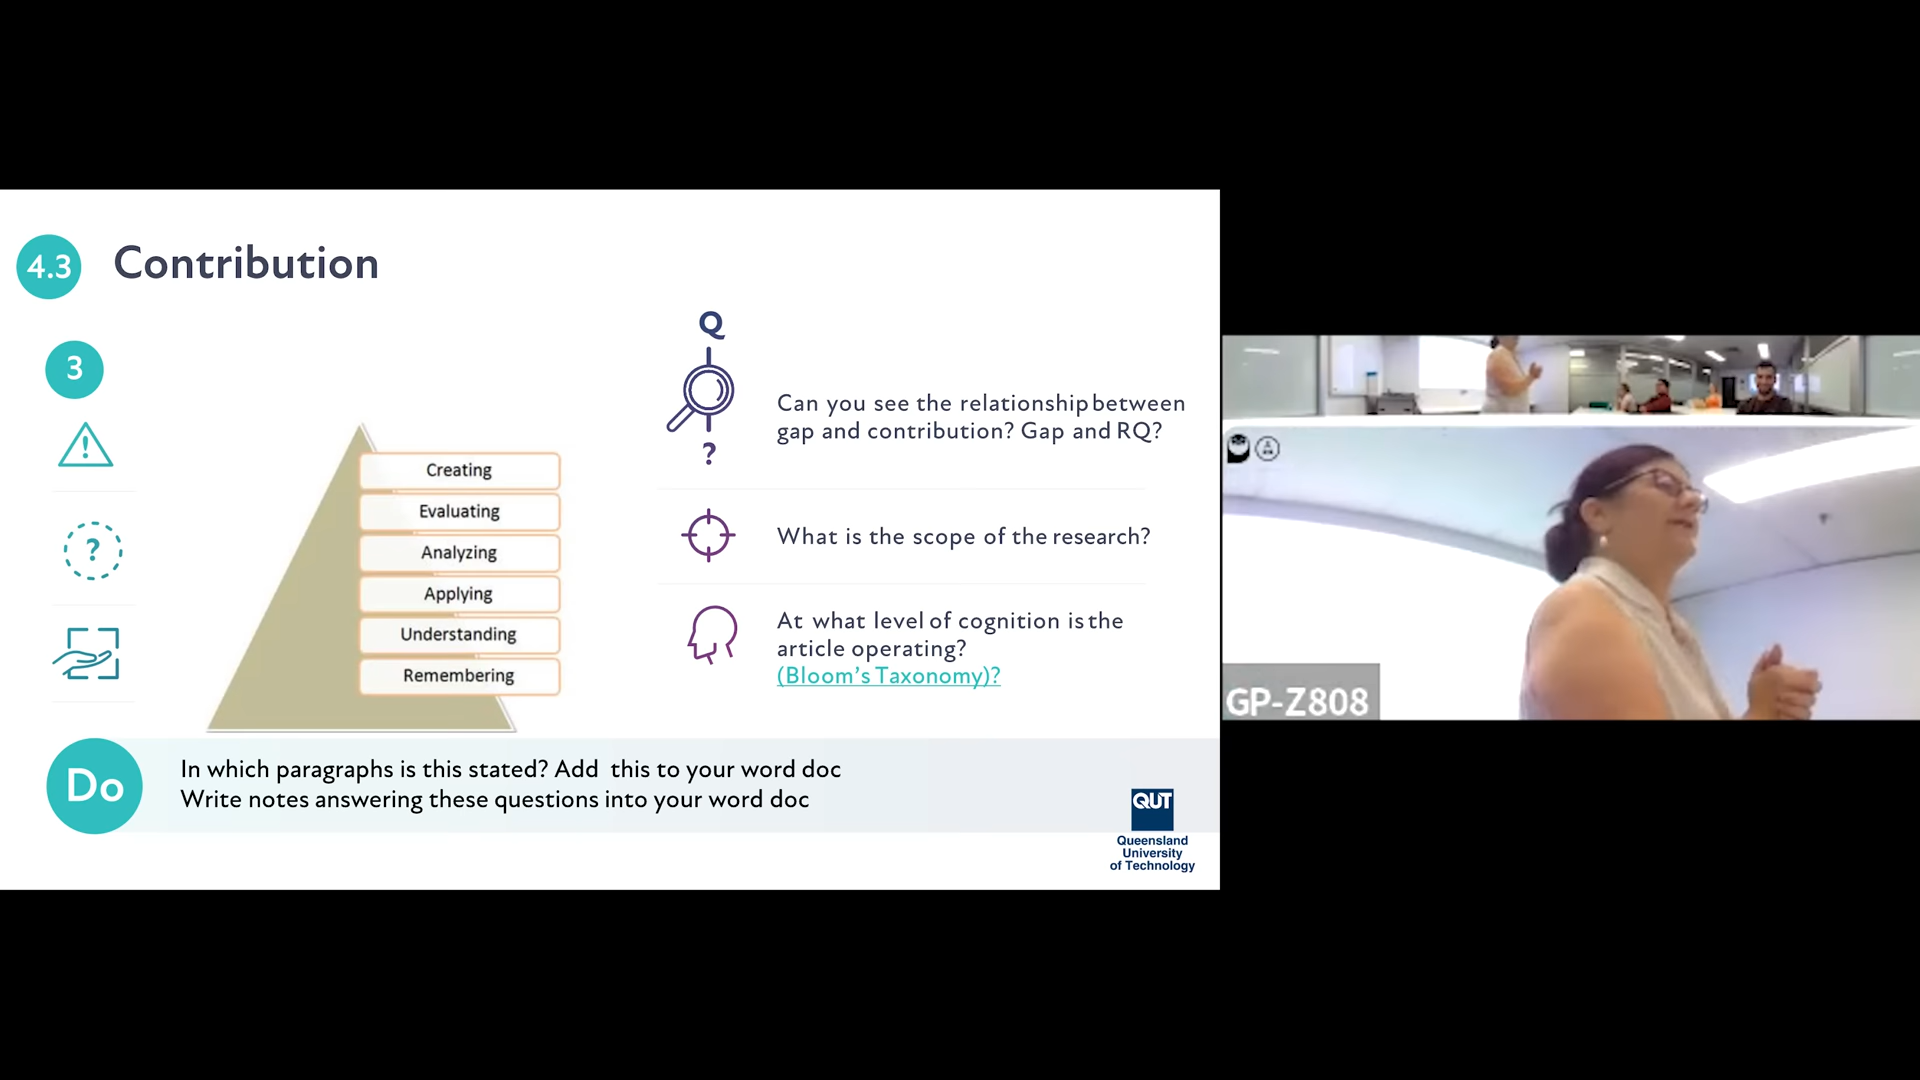 4.3
Contribution
3
?
Creating
Evaluating
Analyzing
Applying
Understanding
Remembering
Q
?
Can you see the relationship between
gap and contribution? Gap and RQ?
What is the scope of the research?
At what level of cognition is the
article operating?
(Bloom's Taxonomy)?
Do
In which paragraphs is this stated? Add this to your word doc
Write notes answering these questions into your word doc
QUT
Queensland
University
of Technology
GP-Z808